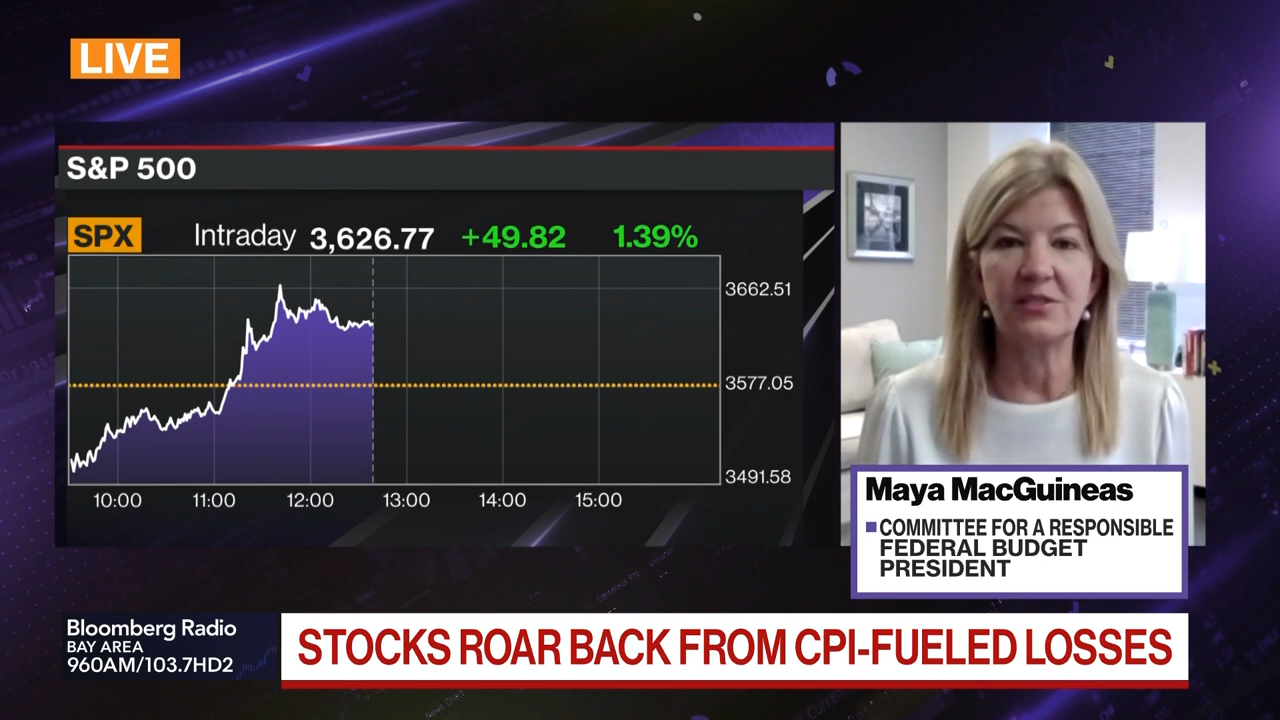 LIVE
S&P 500
SPX Intraday 3,626.77 +49.82 1.39%
3662.51
3577.05
3491.58
10:00 11:00 12:00 13:00 14:00 15:00
Maya MacGuineas
COMMITTEE FOR A RESPONSIBLE
FEDERAL BUDGET
PRESIDENT
Bloomberg Radio
BAY AREA
960AM/103.7HD2
STOCKS ROAR BACK FROM CPI-FUELED LOSSES